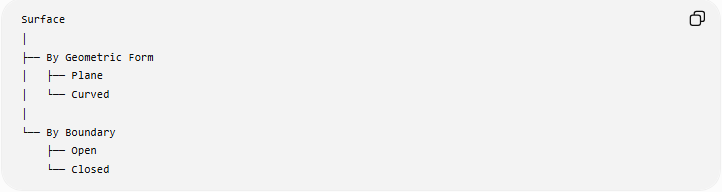 Surface
│
├── By Geometric Form
│   ├── Plane
│   └── Curved
│
└── By Boundary
    ├── Open
    └── Closed